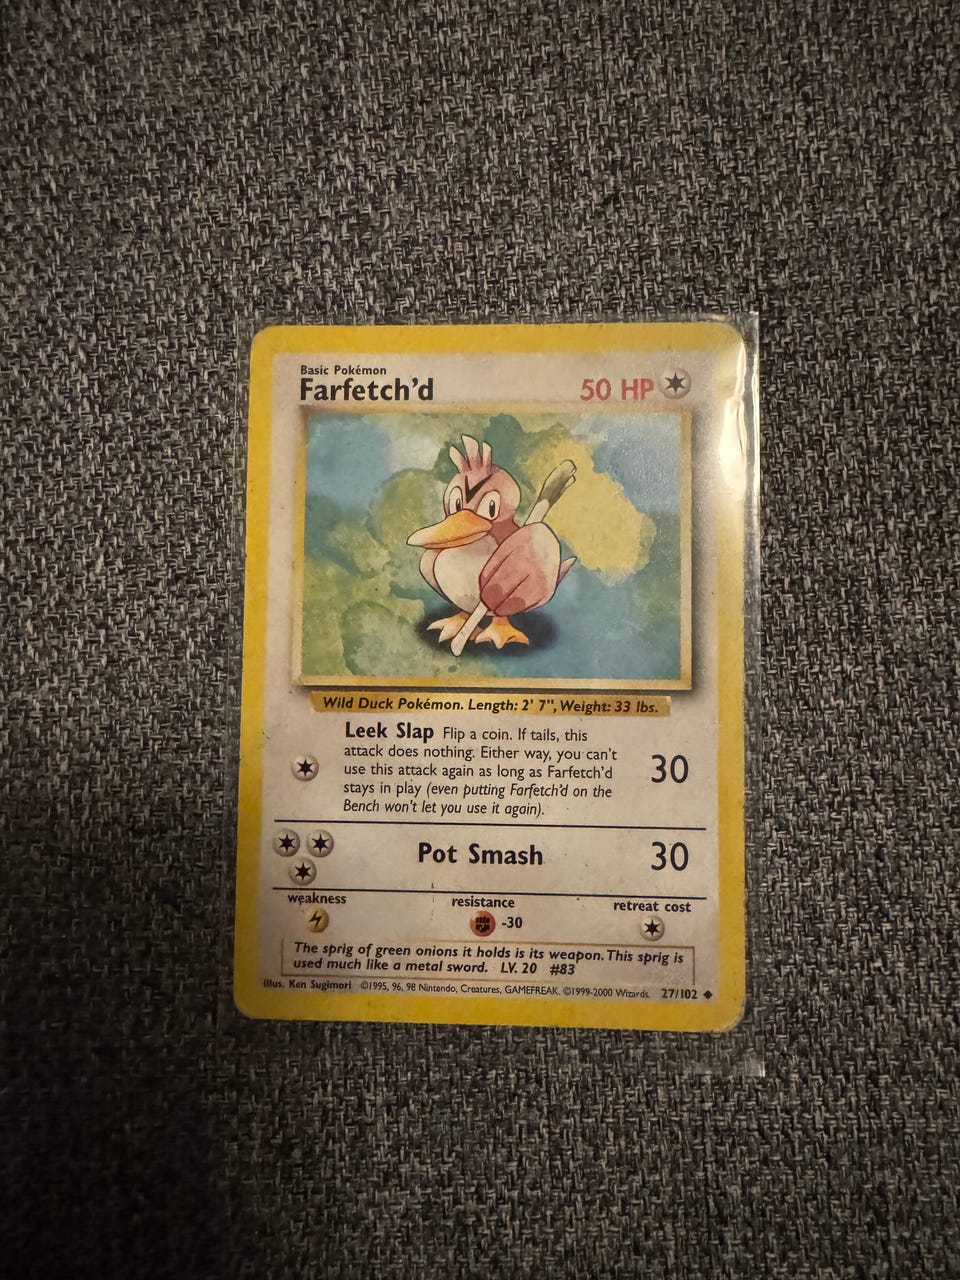 Basic Pokémon
Farfetch'd 50 HP
Wild Duck Pokémon. Length: 2' 7", Weight: 33 lbs.
Leek Slap Flip a coin. If tails, this
attack does nothing. Either way, you can't
use this attack again as long as Farfetch'd
stays in play (even putting Farfetch'd on the
Bench won't let you use it again).
30
Pot Smash 30
weakness resistance retreat cost
-30
The sprig of green onions it holds is its weapon. This sprig is
used much like a metal sword. LV. 20 #83
Illus. Ken Sugimori ©1995, 96, 98 Nintendo, Creatures, GAMEFREAK. ©1999-2000 Wizards. 27/102